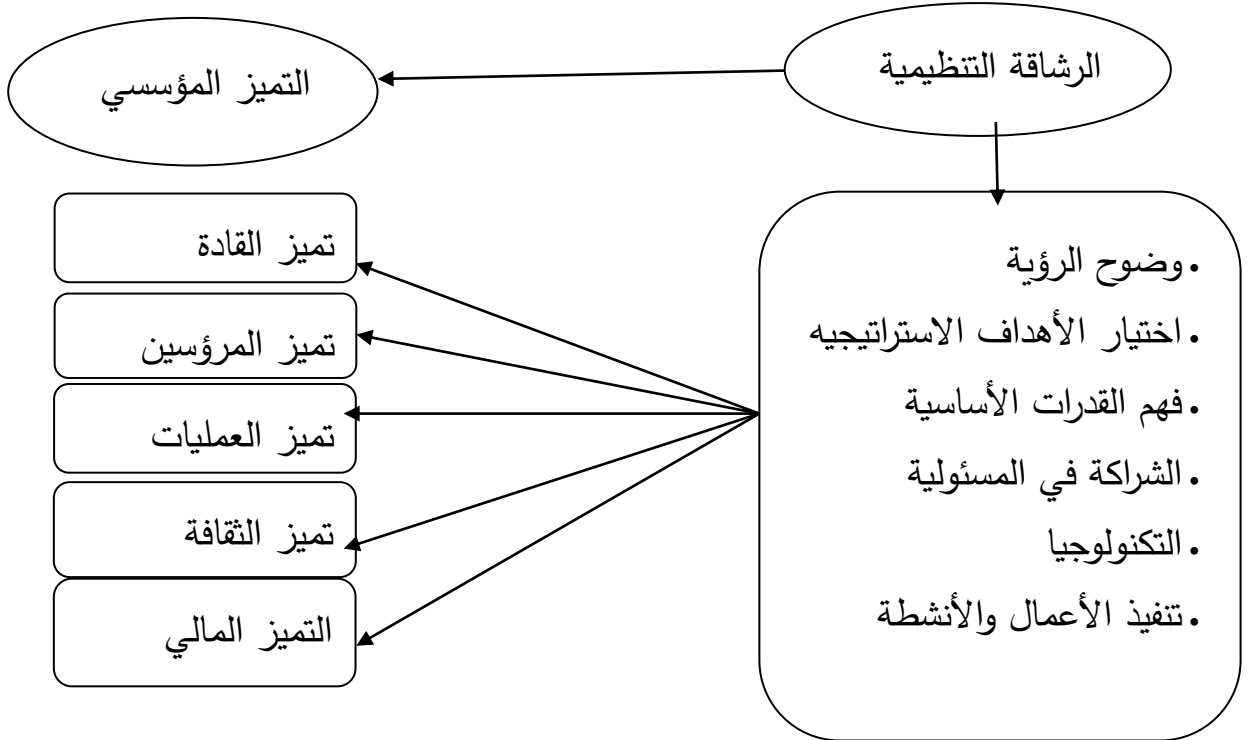 الرشاقة التنظيمية
التميز المؤسسي
• وضوح الرؤية
• اختيار الأهداف الاستراتيجيه
• فهم القدرات الأساسية
• الشراكة في المسئولية
• التكنولوجيا
• تنفيذ الأعمال والأنشطة
تميز القادة
تميز المرؤسين
تميز العمليات
تميز الثقافة
التميز المالي